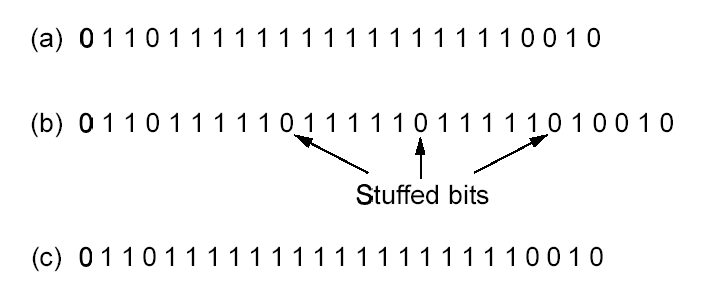 (a) 0 1 1 0 1 1 1 1 1 1 1 1 1 1 1 1 1 1 1 1 0 0 1 0
(b) 0 1 1 0 1 1 1 1 1 0 1 1 1 1 1 0 1 1 1 1 1 0 1 0 0 1 0
Stuffed bits
(c) 0 1 1 0 1 1 1 1 1 1 1 1 1 1 1 1 1 1 1 1 0 0 1 0